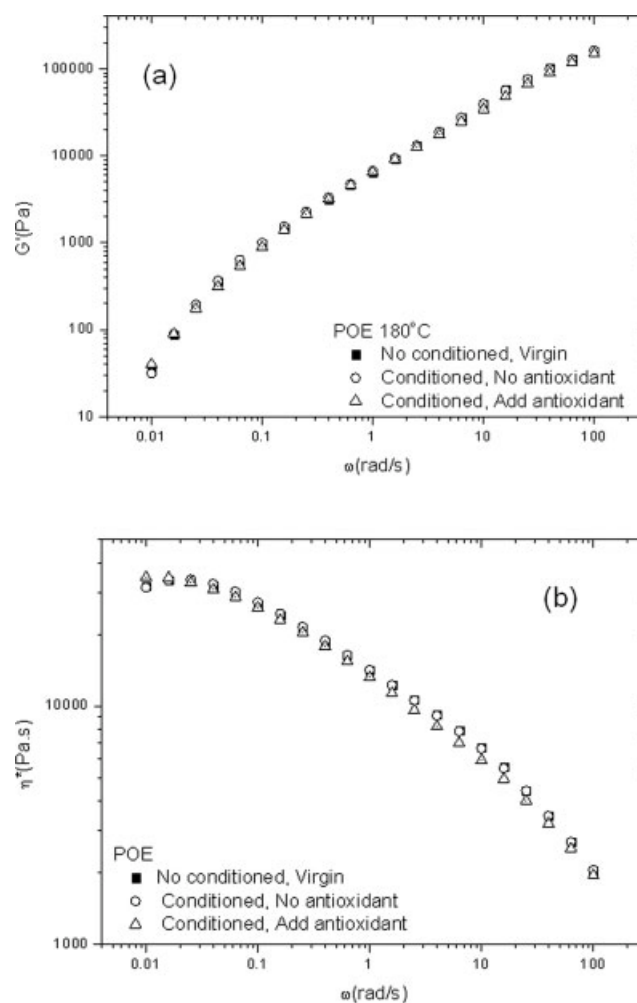 100000
(a)
10000
G'(Pa)
1000
100
POE 180°C
No conditioned, Virgin
Conditioned, No antioxidant
Conditioned, Add antioxidant
10
0.01 0.1 1 10 100
ω(rad/s)
(b)
10000
η*(Pa.s)
POE
No conditioned, Virgin
Conditioned, No antioxidant
Conditioned, Add antioxidant
1000
0.01 0.1 1 10 100
ω(rad/s)